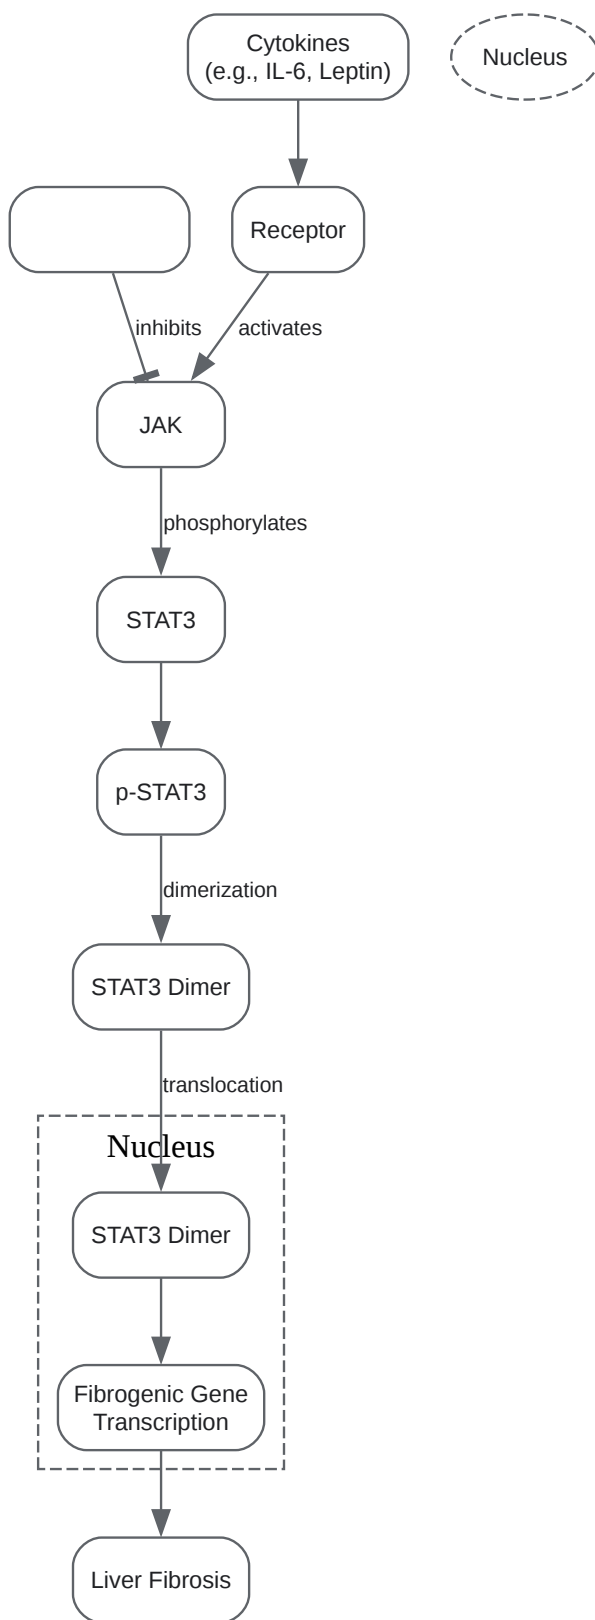 Cytokines
(e.g., IL-6, Leptin)
Nucleus
Receptor
inhibits
activates
JAK
phosphorylates
STAT3
p-STAT3
dimerization
STAT3 Dimer
translocation
Nucleus
STAT3 Dimer
Fibrogenic Gene
Transcription
Liver Fibrosis